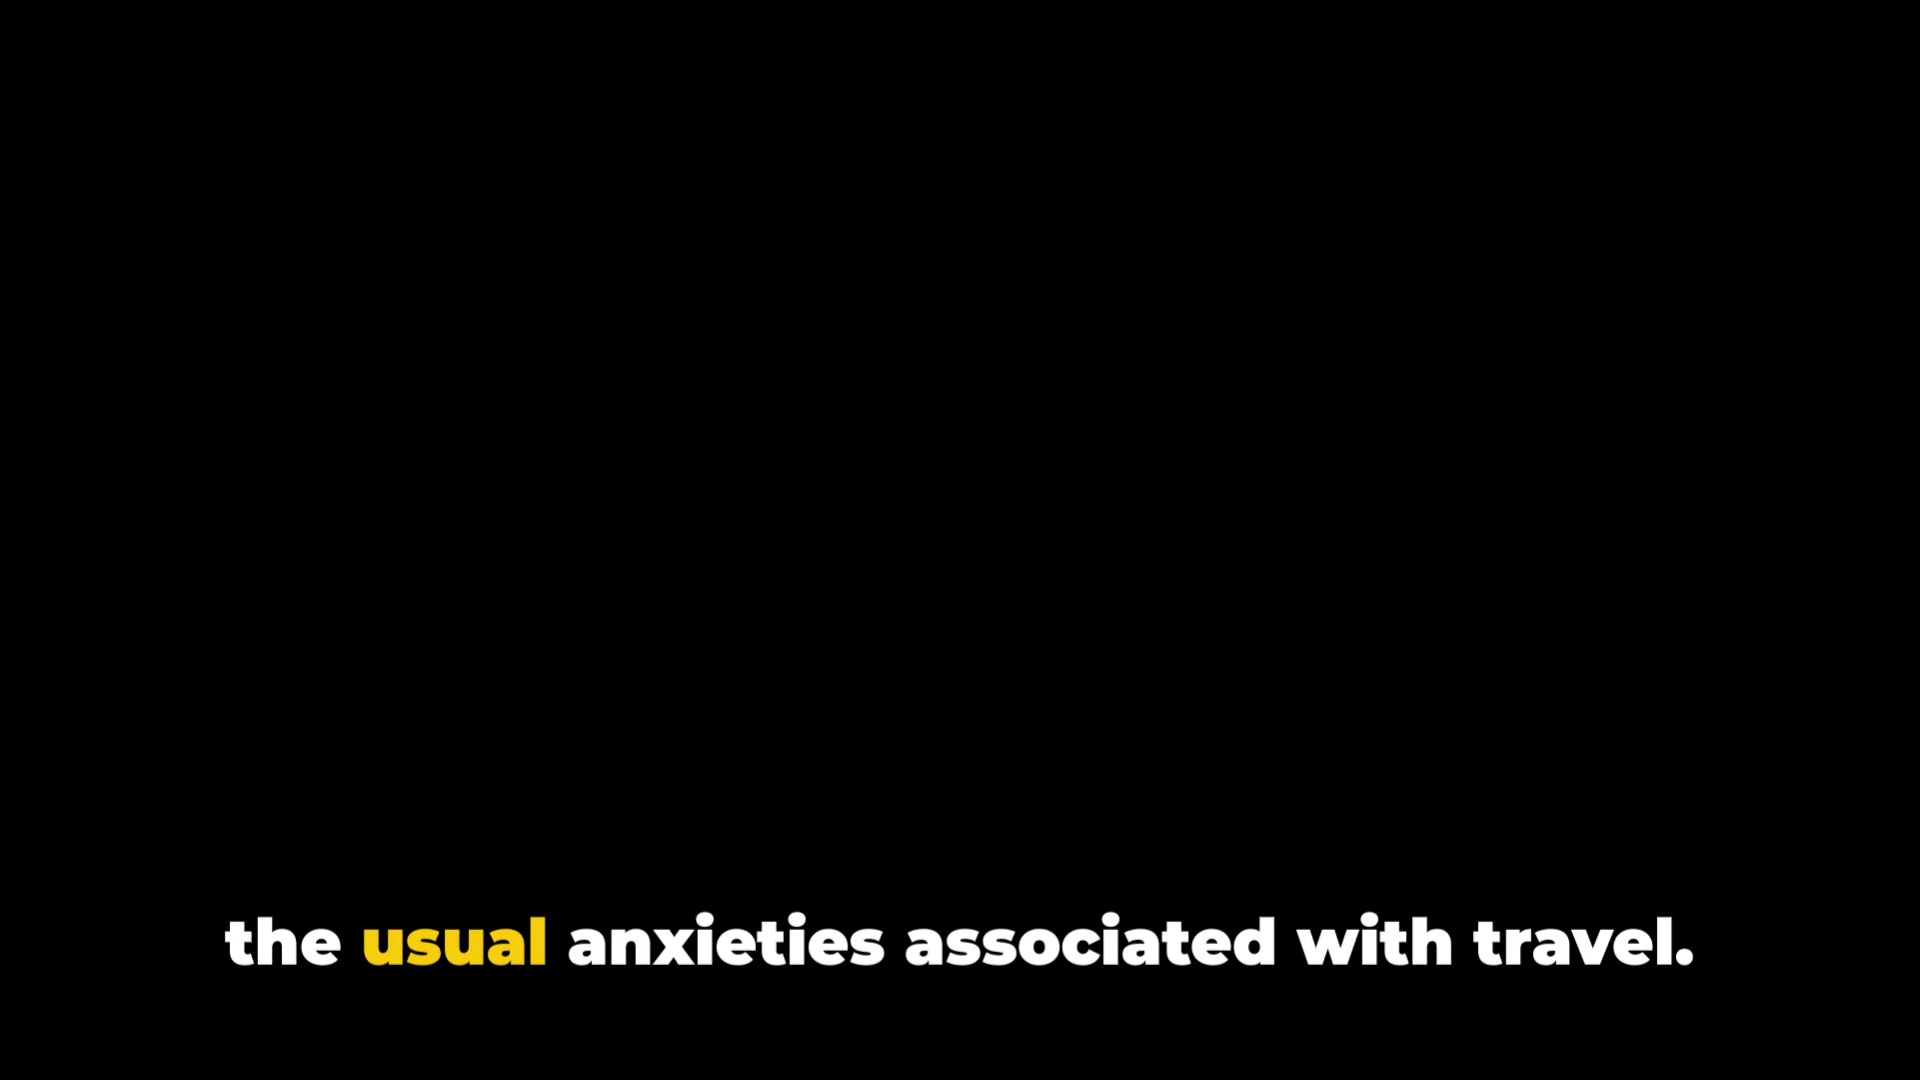 the usual anxieties associated with travel.